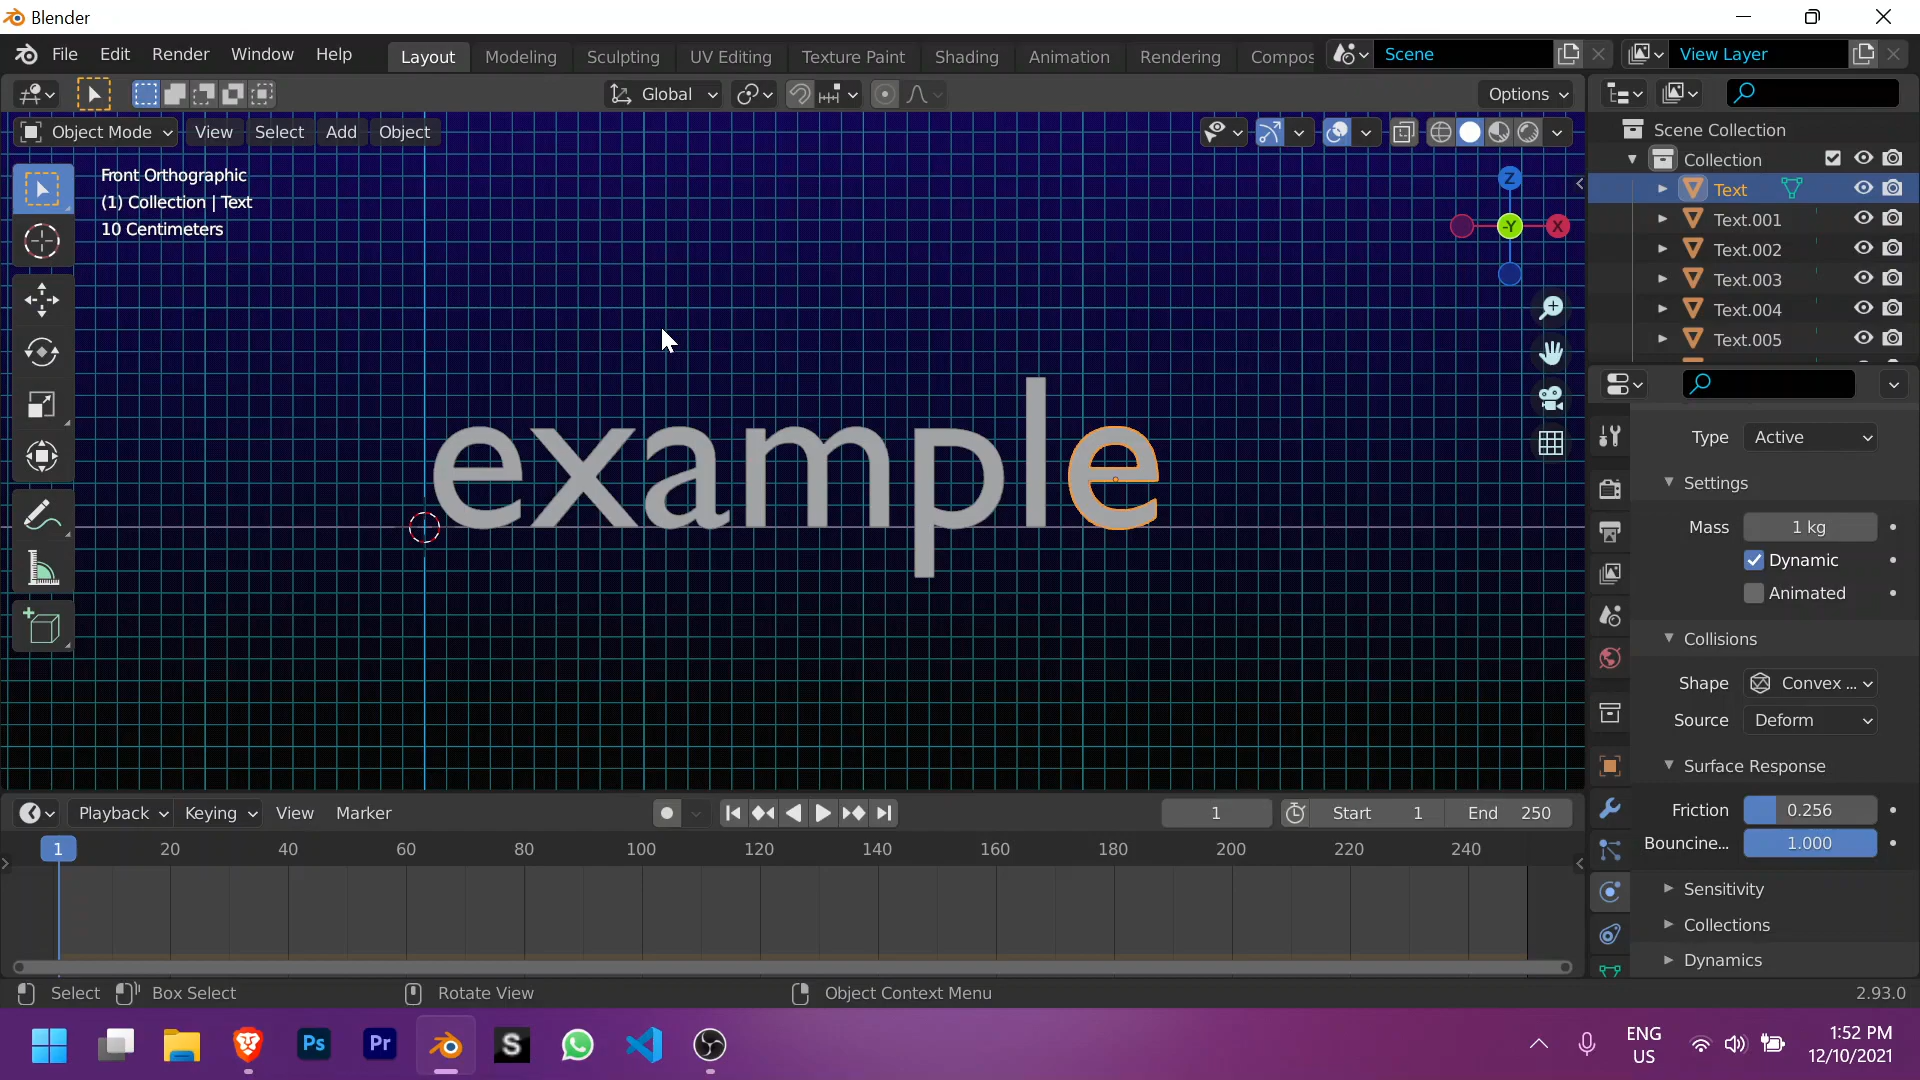 Blender
File Edit Render Window Help Layout Modeling Sculpting UV Editing Texture Paint Shading Animation Rendering Compos Scene View Layer
Global Options
Object Mode View Select Add Object
Scene Collection
Collection
Text
Text.001
Text.002
Text.003
Text.004
Text.005
Front Orthographic
(1) Collection | Text
10 Centimeters
Z
-Y
X
example
Type Active
Settings
Mass 1 kg
Dynamic
Animated
Collisions
Shape Convex ...
Source Deform
Surface Response
Friction 0.256
Bouncine... 1.000
Sensitivity
Collections
Dynamics
Playback Keying View Marker 1 Start 1 End 250
1 20 40 60 80 100 120 140 160 180 200 220 240
Select Box Select Rotate View Object Context Menu 2.93.0
Ps Pr S
ENG
US
1:52 PM
12/10/2021